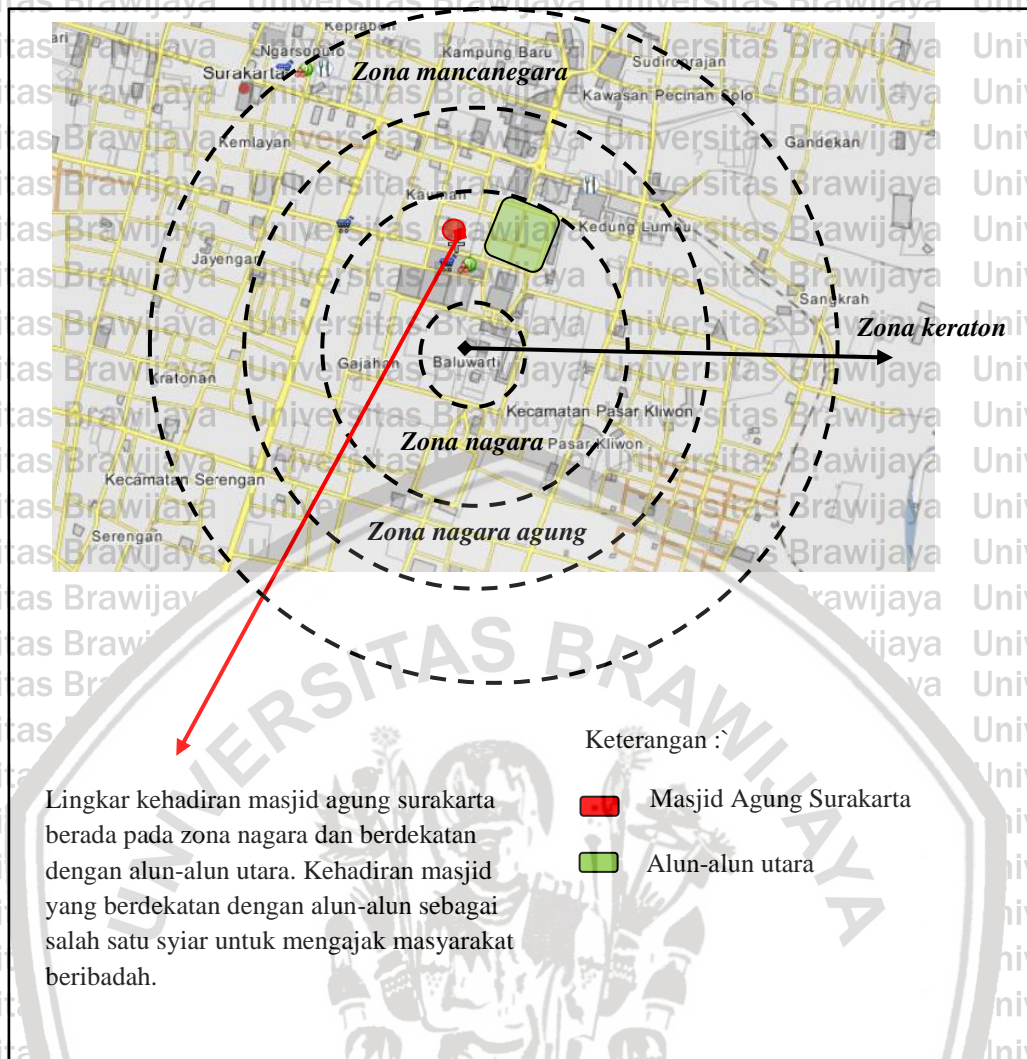 Keprabon
Ngarsopuro
Kampung Baru
Sudiroprajan
Surakarta
Zona mancanegara
Kawasan Pecinan Solo
Kemlayan
Gandekan
Kauman
Kedung Lumbu
Jayengan
Sangkrah
Zona keraton
Gajahan
Baluwarti
Kratonan
Kecamatan Pasar Kliwon
Zona nagara
Pasar Kliwon
Kecamatan Serengan
Zona nagara agung
Serengan
UNIVERSITAS BRAWIJAYA
Keterangan :`
Masjid Agung Surakarta
Alun-alun utara
Lingkar kehadiran masjid agung surakarta
berada pada zona nagara dan berdekatan
dengan alun-alun utara. Kehadiran masjid
yang berdekatan dengan alun-alun sebagai
salah satu syiar untuk mengajak masyarakat
beribadah.